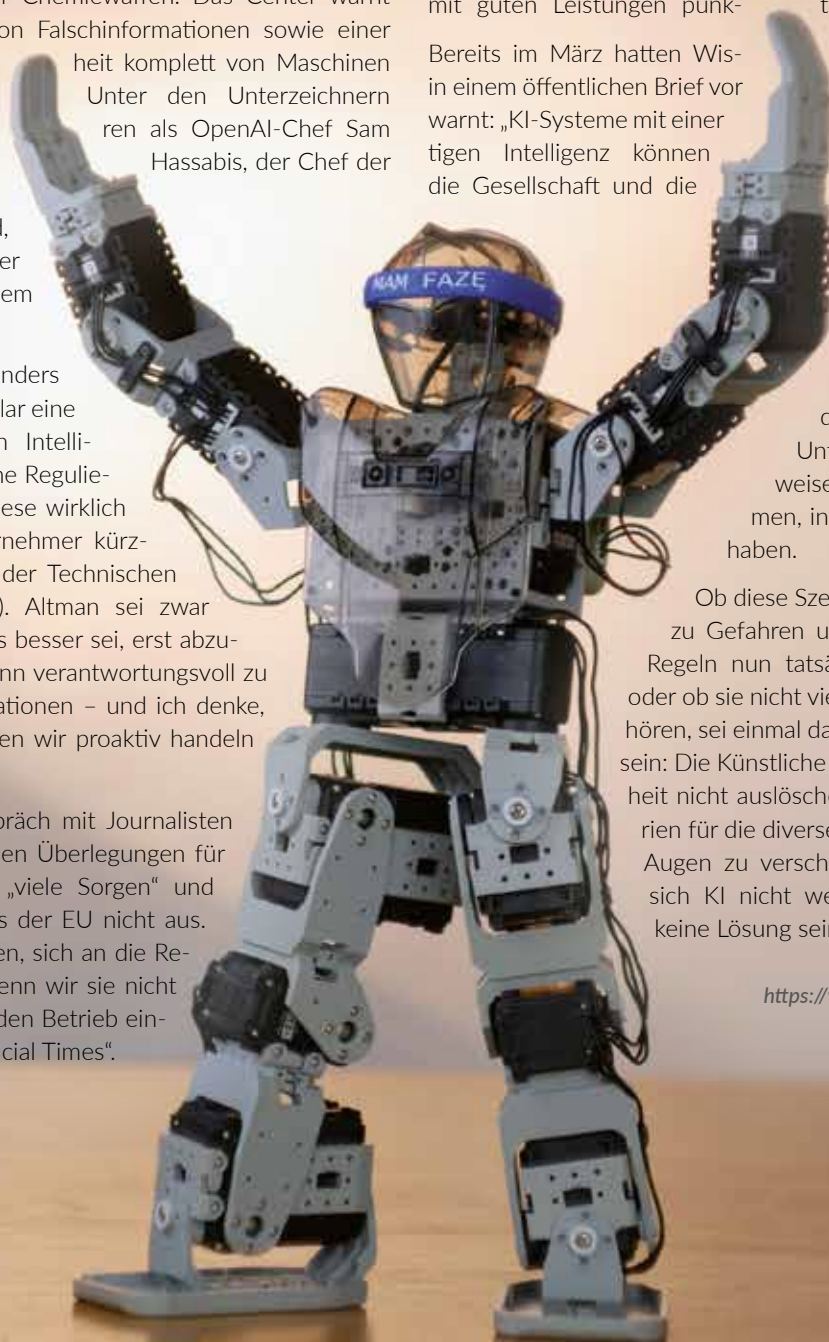 Chemiewaffen. Das Center warnt
on Falschinformationen sowie einer
heit komplett von Maschinen
Unter den Unterzeichnern
ren als OpenAI-Chef Sam
Hassabis, der Chef der
er
em
nders
lar eine
n Intelli-
ne Regulie-
ese wirklich
rnehmer kürz-
der Technischen
). Altman sei zwar
s besser sei, erst abzu-
nn verantwortungsvoll zu
ationen – und ich denke,
en wir proaktiv handeln
präch mit Journalisten
en Überlegungen für
„viele Sorgen“ und
s der EU nicht aus.
en, sich an die Re-
enn wir sie nicht
den Betrieb ein-
cial Times“.
mit guten Leistungen punk-
Bereits im März hatten Wis-
in einem öffentlichen Brief vor
warnt: „KI-Systeme mit einer
tigen Intelligenz können
die Gesellschaft und die
MAM FAZĘ
Unt
weise
men, in
haben.
Ob diese Sze
zu Gefahren u
Regeln nun tatsä
oder ob sie nicht vie
hören, sei einmal da
sein: Die Künstliche
heit nicht auslösche
rien für die diverse
Augen zu versch
sich KI nicht we
keine Lösung sein
https://